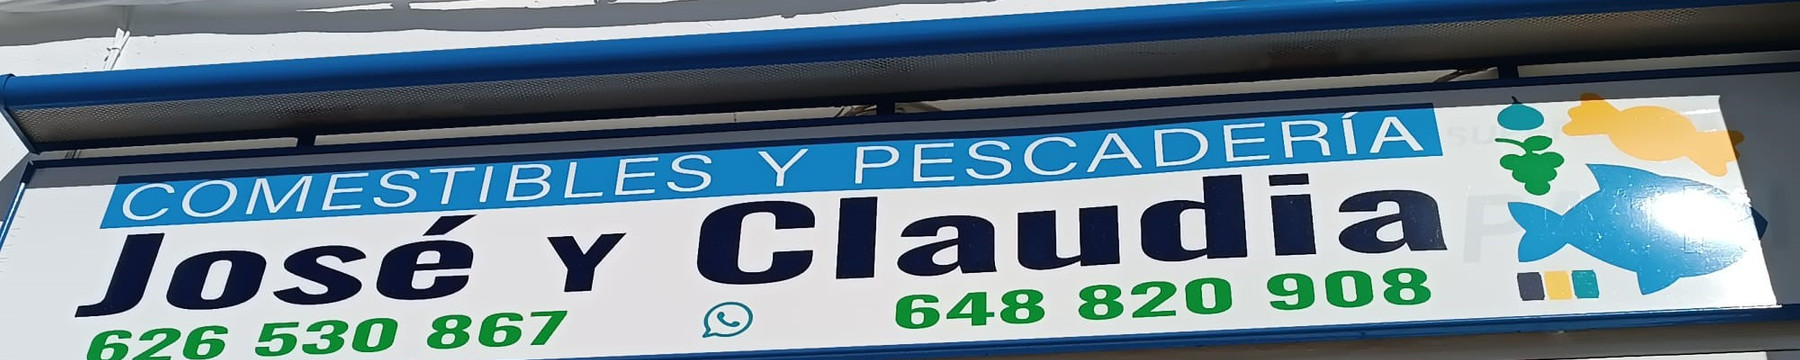 COMESTIBLES Y PESCADERÍA
José Y Claudia
626 530 867 648 820 908